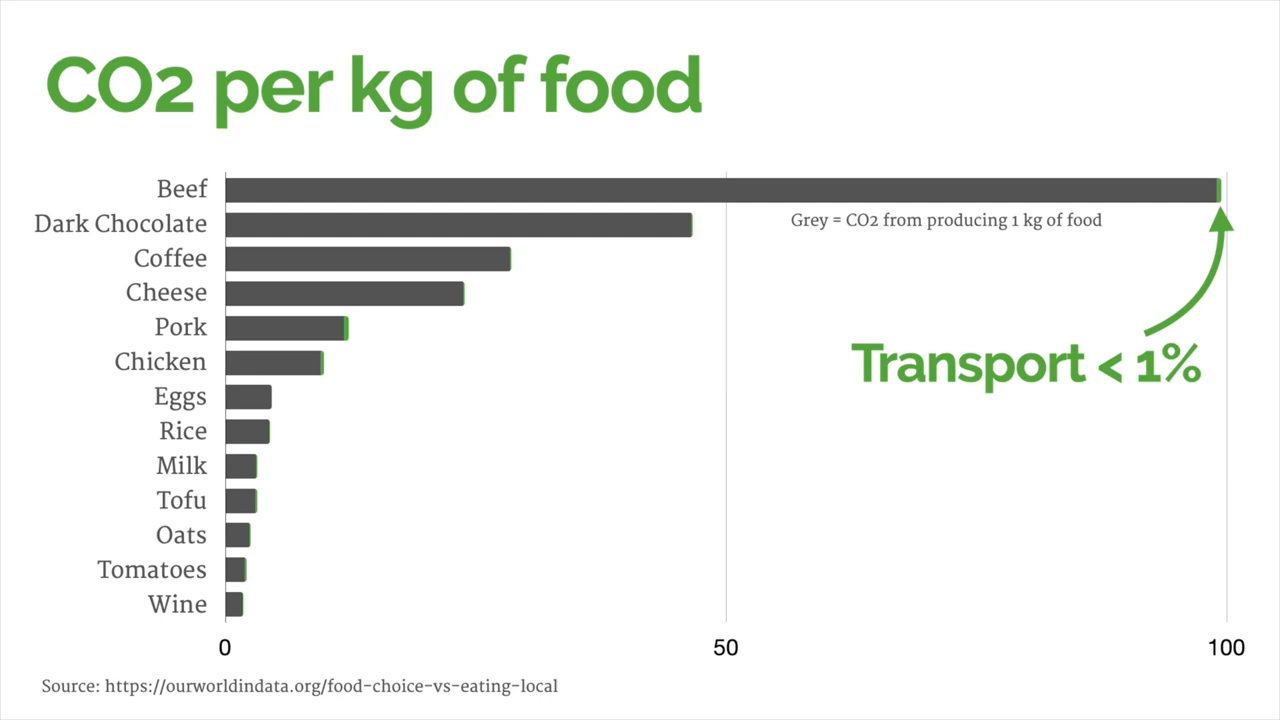 CO2 per kg of food
Beef
Grey = CO2 from producing 1 kg of food
Dark Chocolate
Coffee
Cheese
Pork
Chicken
Transport < 1%
Eggs
Rice
Milk
Tofu
Oats
Tomatoes
Wine
0 50 100
Source: https://ourworldindata.org/food-choice-vs-eating-local